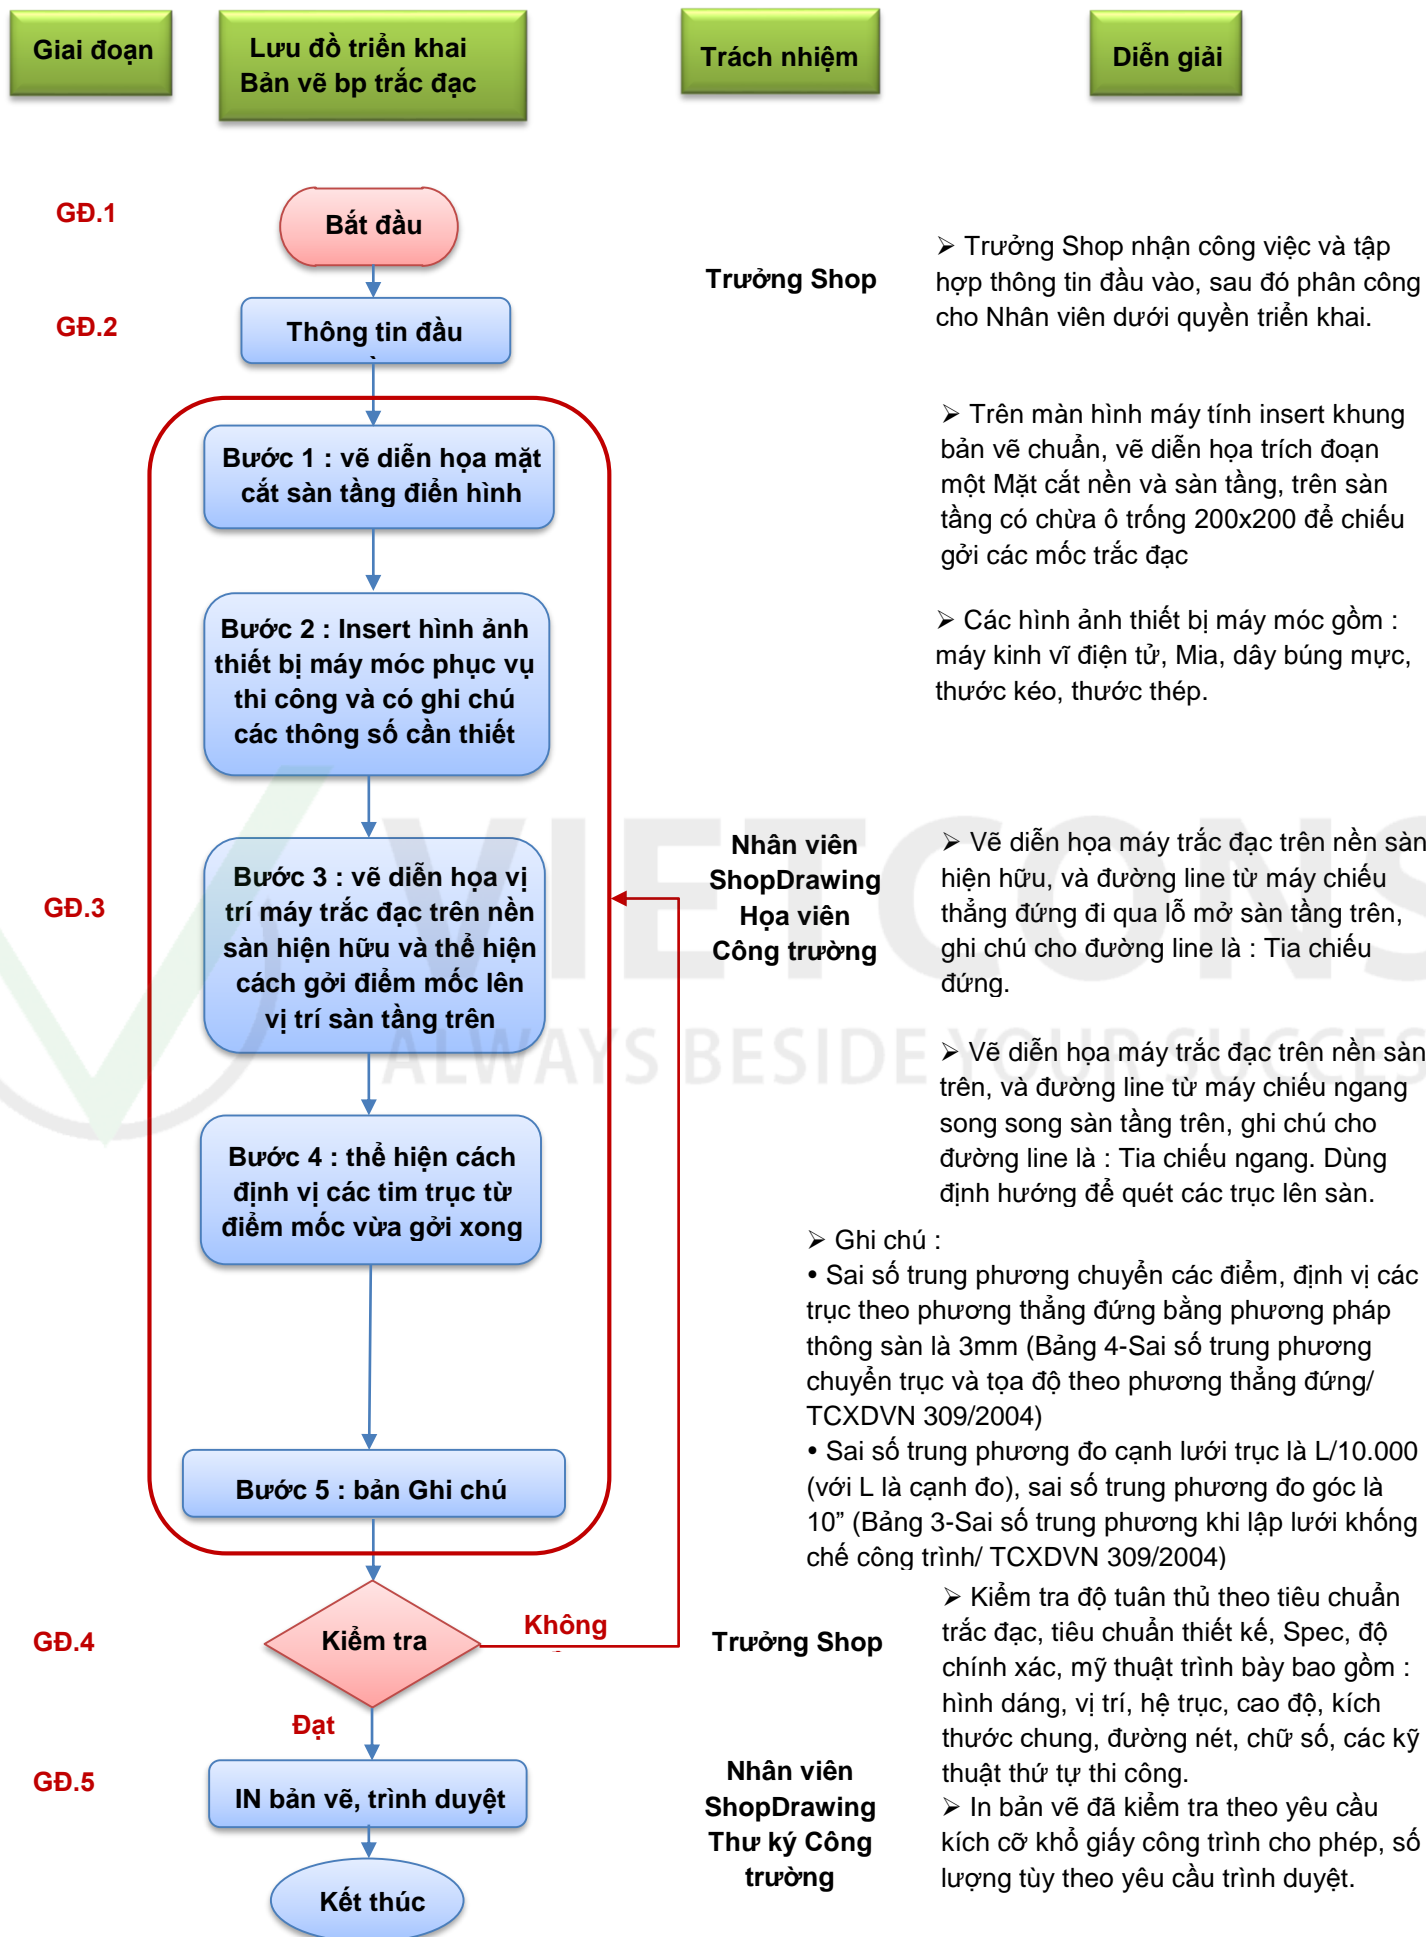 Giai đoạn
Lưu đồ triển khai
Bản vẽ bp trắc đạc
Trách nhiệm
Diễn giải
GĐ.1
Bắt đầu
Trưởng Shop
➢ Trưởng Shop nhận công việc và tập
hợp thông tin đầu vào, sau đó phân công
cho Nhân viên dưới quyền triển khai.
GĐ.2
Thông tin đầu
➢ Trên màn hình máy tính insert khung
bản vẽ chuẩn, vẽ diễn họa trích đoạn
một Mặt cắt nền và sàn tầng, trên sàn
tầng có chừa ô trống 200x200 để chiếu
gởi các mốc trắc đạc
Bước 1 : vẽ diễn họa mặt
cắt sàn tầng điển hình
Bước 2 : Insert hình ảnh
thiết bị máy móc phục vụ
thi công và có ghi chú
các thông số cần thiết
➢ Các hình ảnh thiết bị máy móc gồm :
máy kinh vĩ điện tử, Mia, dây búng mực,
thước kéo, thước thép.
VIETCONS
ALWAYS BESIDE YOUR SUCCES
GĐ.3
Bước 3 : vẽ diễn họa vị
trí máy trắc đạc trên nền
sàn hiện hữu và thể hiện
cách gởi điểm mốc lên
vị trí sàn tầng trên
Nhân viên
ShopDrawing
Họa viên
Công trường
➢ Vẽ diễn họa máy trắc đạc trên nền sàn
hiện hữu, và đường line từ máy chiếu
thẳng đứng đi qua lỗ mở sàn tầng trên,
ghi chú cho đường line là : Tia chiếu
đứng.
➢ Vẽ diễn họa máy trắc đạc trên nền sàn
trên, và đường line từ máy chiếu ngang
song song sàn tầng trên, ghi chú cho
đường line là : Tia chiếu ngang. Dùng
định hướng để quét các trục lên sàn.
Bước 4 : thể hiện cách
định vị các tim trục từ
điểm mốc vừa gởi xong
➢ Ghi chú :
• Sai số trung phương chuyển các điểm, định vị các
trục theo phương thẳng đứng bằng phương pháp
thông sàn là 3mm (Bảng 4-Sai số trung phương
chuyển trục và tọa độ theo phương thẳng đứng/
TCXDVN 309/2004)
• Sai số trung phương đo cạnh lưới trục là L/10.000
(với L là cạnh đo), sai số trung phương đo góc là
10” (Bảng 3-Sai số trung phương khi lập lưới khống
chế công trình/ TCXDVN 309/2004)
Bước 5 : bản Ghi chú
GĐ.4
Kiểm tra
Không
Đạt
Trưởng Shop
➢ Kiểm tra độ tuân thủ theo tiêu chuẩn
trắc đạc, tiêu chuẩn thiết kế, Spec, độ
chính xác, mỹ thuật trình bày bao gồm :
hình dáng, vị trí, hệ trục, cao độ, kích
thước chung, đường nét, chữ số, các kỹ
thuật thứ tự thi công.
GĐ.5
IN bản vẽ, trình duyệt
Nhân viên
ShopDrawing
Thư ký Công
trường
➢ In bản vẽ đã kiểm tra theo yêu cầu
kích cỡ khổ giấy công trình cho phép, số
lượng tùy theo yêu cầu trình duyệt.
Kết thúc